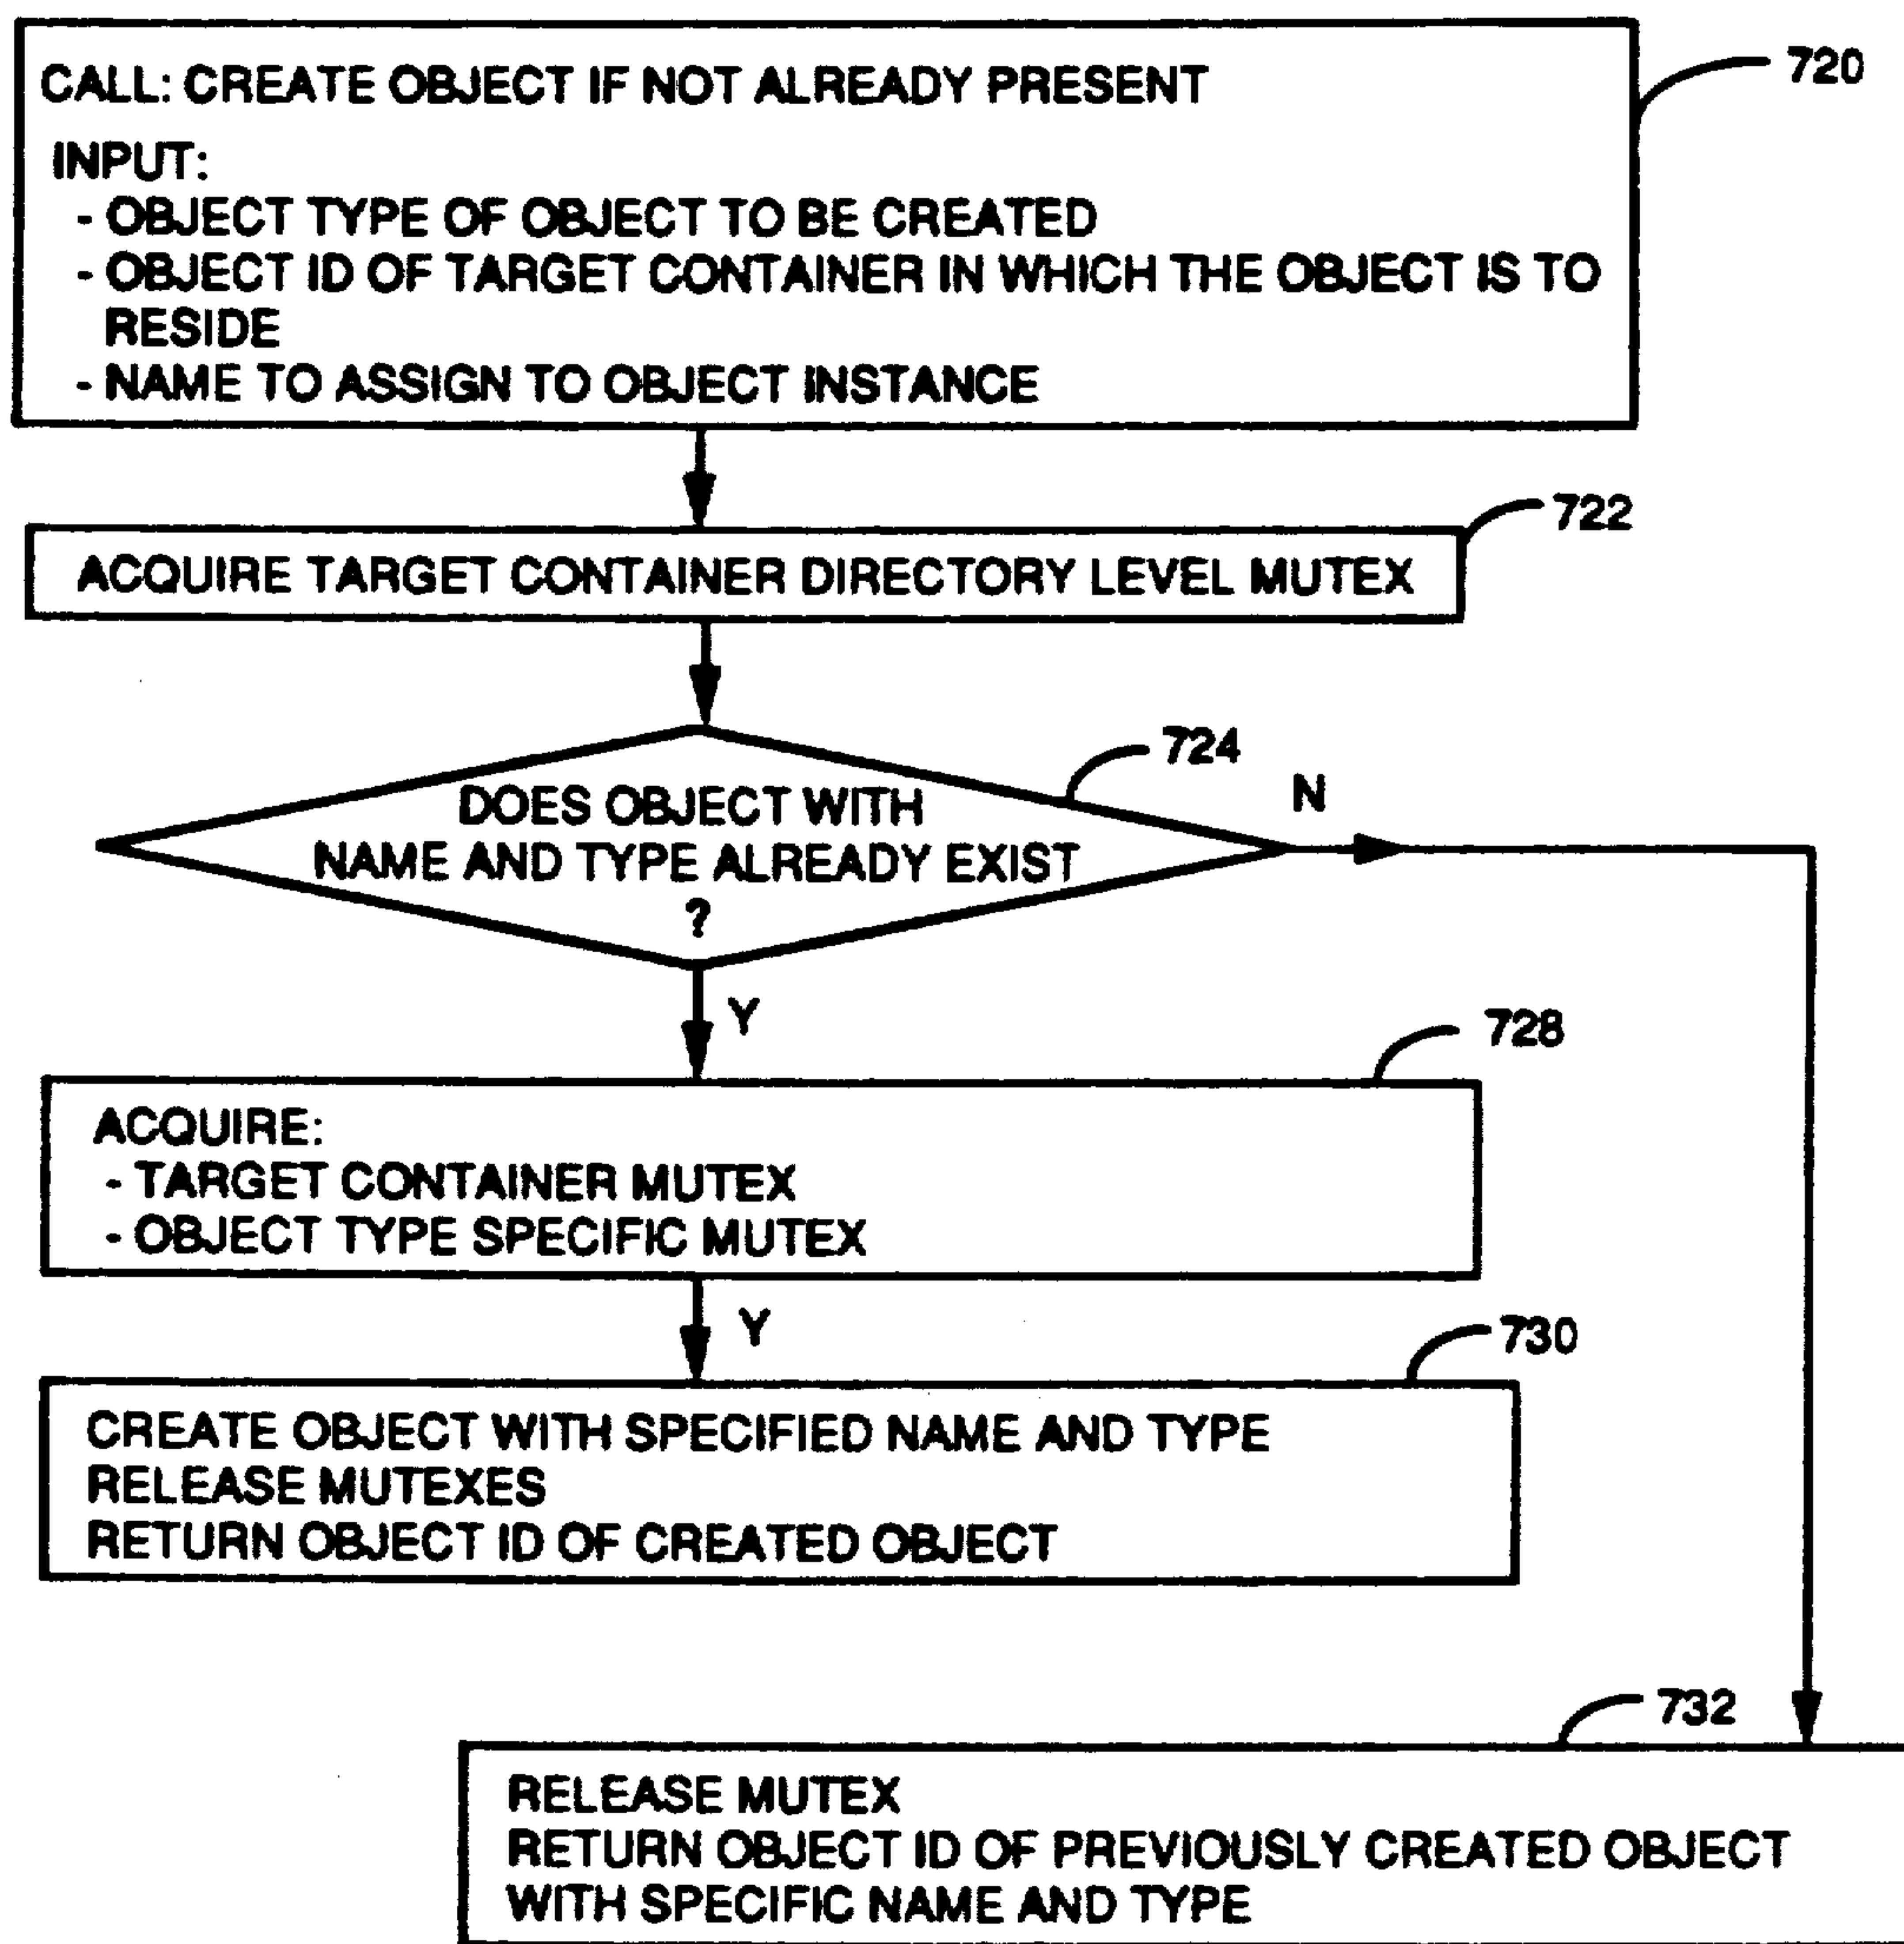 CALL: CREATE OBJECT IF NOT ALREADY PRESENT
720
INPUT:
- OBJECT TYPE OF OBJECT TO BE CREATED
- OBJECT ID OF TARGET CONTAINER IN WHICH THE OBJECT IS TO
RESIDE
- NAME TO ASSIGN TO OBJECT INSTANCE
722
ACQUIRE TARGET CONTAINER DIRECTORY LEVEL MUTEX
724
N
DOES OBJECT WITH
NAME AND TYPE ALREADY EXIST
?
Y
728
ACQUIRE:
- TARGET CONTAINER MUTEX
- OBJECT TYPE SPECIFIC MUTEX
Y
730
CREATE OBJECT WITH SPECIFIED NAME AND TYPE
RELEASE MUTEXES
RETURN OBJECT ID OF CREATED OBJECT
732
RELEASE MUTEX
RETURN OBJECT ID OF PREVIOUSLY CREATED OBJECT
WITH SPECIFIC NAME AND TYPE